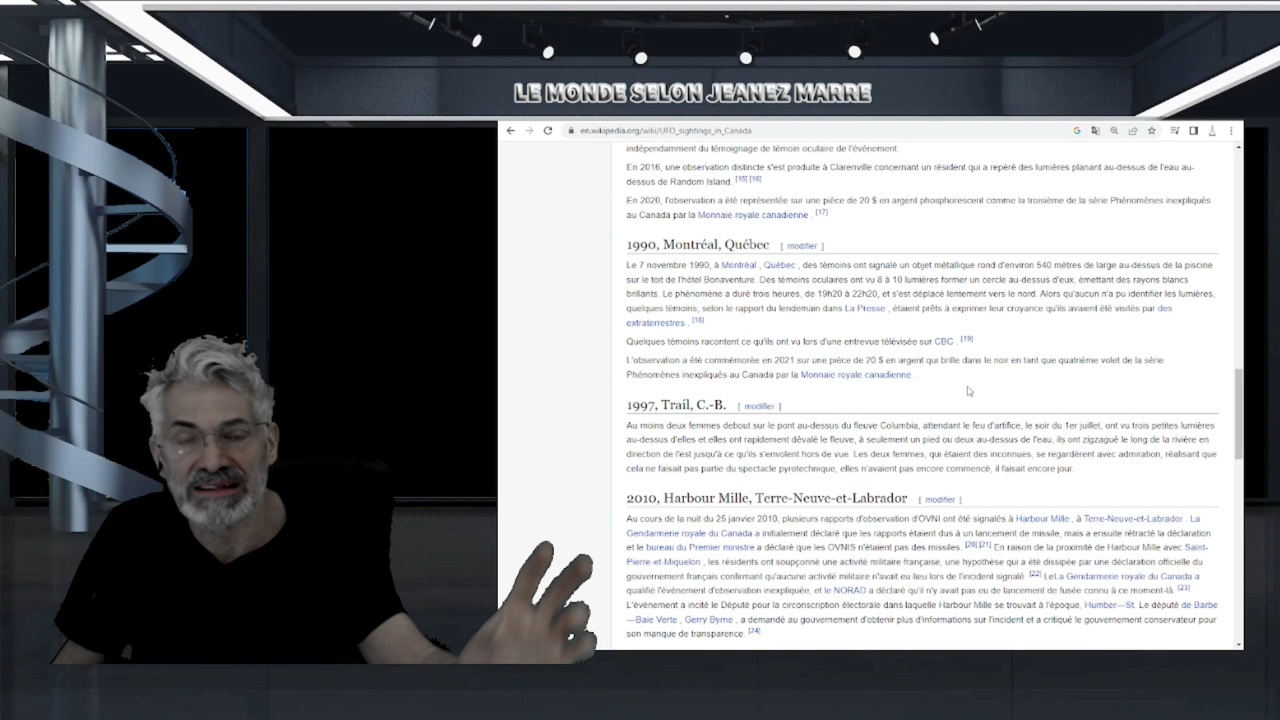 LE MONDE SELON JEANEZ MARRE
en.wikipedia.org/wiki/UFO_sightings_in_Canada
indépendamment du témoignage de témoin oculaire de l'événement.
En 2016, une observation distincte s'est produite à Clarenville concernant un résident qui a repéré des lumières planant au-dessus de l'eau au-
dessus de Random Island. [15] [16]
En 2020, l'observation a été représentée sur une pièce de 20 $ en argent phosphorescent comme la troisième de la série Phénomènes inexpliqués
au Canada par la Monnaie royale canadienne . [17]
1990, Montréal, Québec [ modifier ]
Le 7 novembre 1990, à Montréal , Québec , des témoins ont signalé un objet métallique rond d'environ 540 mètres de large au-dessus de la piscine
sur le toit de l'hôtel Bonaventure. Des témoins oculaires ont vu 8 à 10 lumières former un cercle au-dessus d'eux, émettant des rayons blancs
brillants. Le phénomène a duré trois heures, de 19h20 à 22h20, et s'est déplacé lentement vers le nord. Alors qu'aucun n'a pu identifier les lumières,
quelques témoins, selon le rapport du lendemain dans La Presse , étaient prêts à exprimer leur croyance qu'ils avaient été visités par des
extraterrestres . [18]
Quelques témoins racontent ce qu'ils ont vu lors d'une entrevue télévisée sur CBC . [19]
L'observation a été commémorée en 2021 sur une pièce de 20 $ en argent qui brille dans le noir en tant que quatrième volet de la série
Phénomènes inexpliqués au Canada par la Monnaie royale canadienne .
1997, Trail, C.-B. [ modifier ]
Au moins deux femmes debout sur le pont au-dessus du fleuve Columbia, attendant le feu d'artifice, le soir du 1er juillet, ont vu trois petites lumières
au-dessus d'elles et elles ont rapidement dévalé le fleuve, à seulement un pied ou deux au-dessus de l'eau, ils ont zigzagué le long de la rivière en
direction de l'est jusqu'à ce qu'ils s'envolent hors de vue. Les deux femmes, qui étaient des inconnues, se regardèrent avec admiration, réalisant que
cela ne faisait pas partie du spectacle pyrotechnique, elles n'avaient pas encore commencé, il faisait encore jour.
2010, Harbour Mille, Terre-Neuve-et-Labrador [ modifier ]
Au cours de la nuit du 25 janvier 2010, plusieurs rapports d'observation d'OVNI ont été signalés à Harbour Mille , à Terre-Neuve-et-Labrador . La
Gendarmerie royale du Canada a initialement déclaré que les rapports étaient dus à un lancement de missile, mais a ensuite rétracté la déclaration
et le bureau du Premier ministre a déclaré que les OVNIS n'étaient pas des missiles. [20] [21] En raison de la proximité de Harbour Mille avec Saint-
Pierre-et-Miquelon , les résidents ont soupçonné une activité militaire française, une hypothèse qui a été dissipée par une déclaration officielle du
gouvernement français confirmant qu'aucune activité militaire n'avait eu lieu lors de l'incident signalé. [22] LeLa Gendarmerie royale du Canada a
qualifié l'événement d'observation inexpliquée, et le NORAD a déclaré qu'il n'y avait pas eu de lancement de fusée connu à ce moment-là. [23]
L'événement a incité le Député pour la circonscription électorale dans laquelle Harbour Mille se trouvait à l'époque, Humber—St. Le député de Barbe
—Baie Verte , Gerry Byrne , a demandé au gouvernement d'obtenir plus d'informations sur l'incident et a critiqué le gouvernement conservateur pour
son manque de transparence. [24]